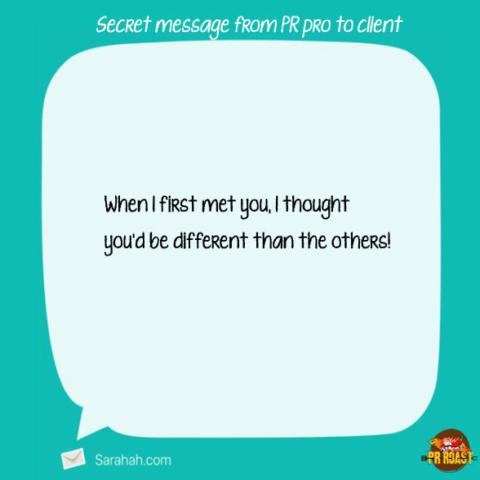 Secret message from PR pro to client
When I first met you, I thought
you'd be different than the others!
Sarahah.com
PR ROAST